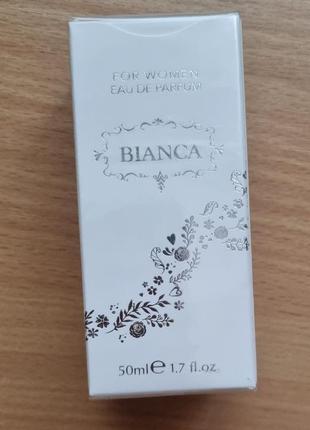 FOR WOMEN
EAU DE PARFUM
BIANCA
50ml℮ 1.7 fl.oz.